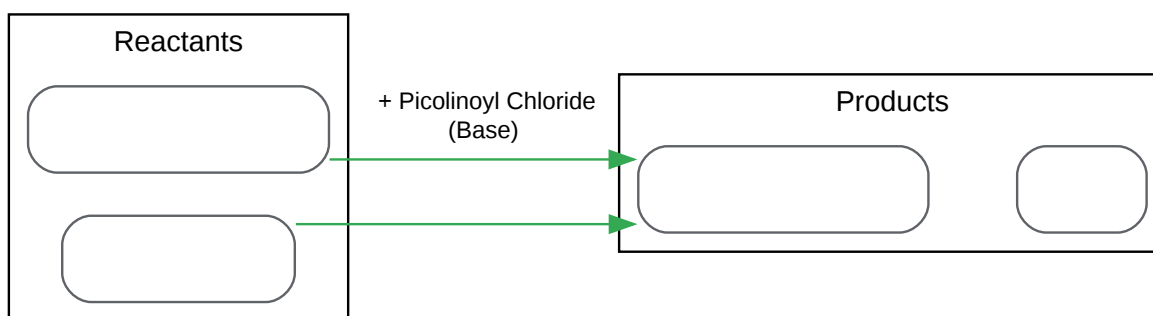 Reactants
+ Picolinoyl Chloride
(Base)
Products